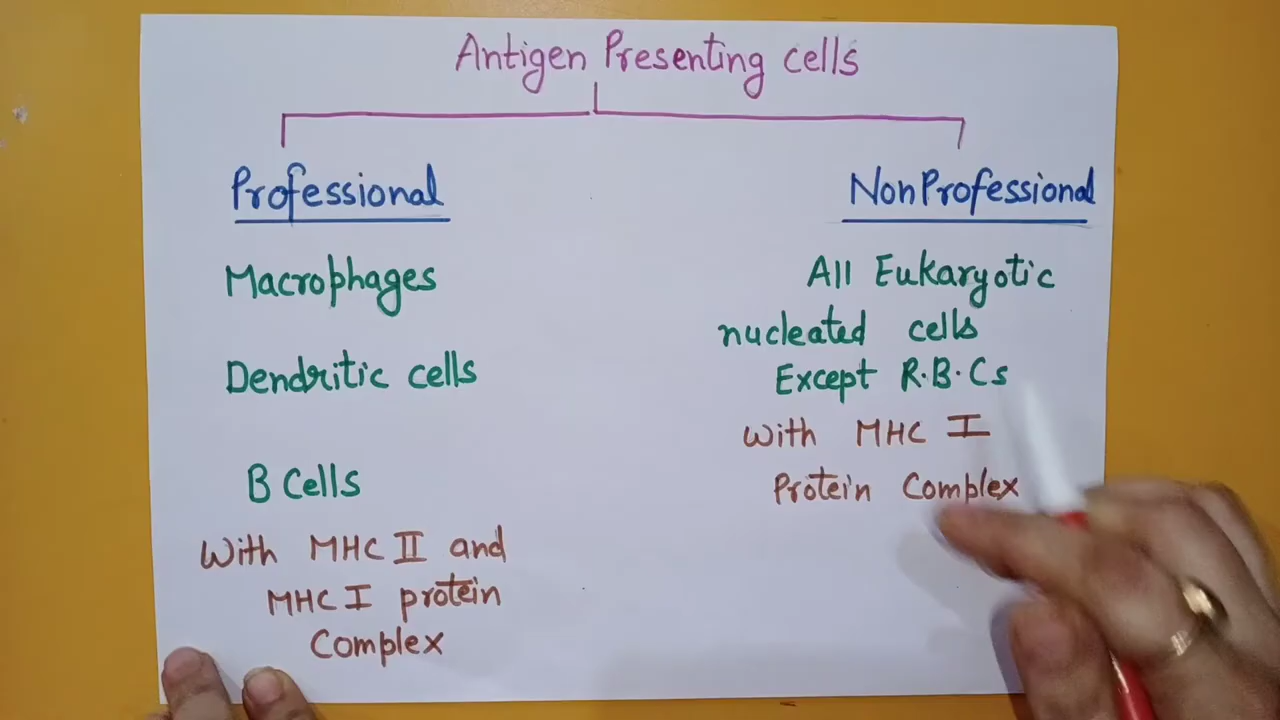 Antigen Presenting cells
Professional
Macrophages
Dendritic cells
B Cells
With MHC II and
MHC I protein
Complex
NonProfessional
All Eukaryotic
nucleated cells
Except R.B.Cs
With MHC I
Protein Complex